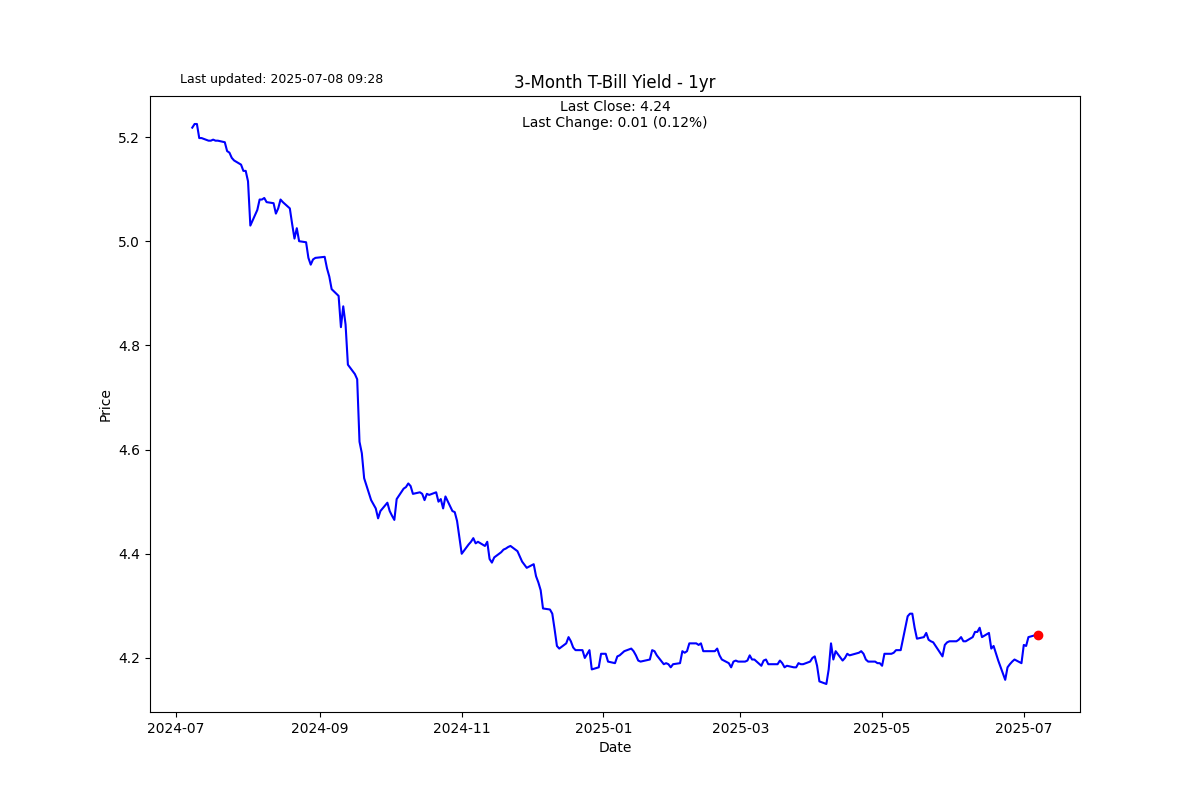 Last updated: 2025-07-08 09:28
3-Month T-Bill Yield - 1yr
Last Close: 4.24
Last Change: 0.01 (0.12%)
5.2
5.0
4.8
4.6
4.4
4.2
Price
2024-07
2024-09
2024-11
2025-01
2025-03
2025-05
2025-07
Date